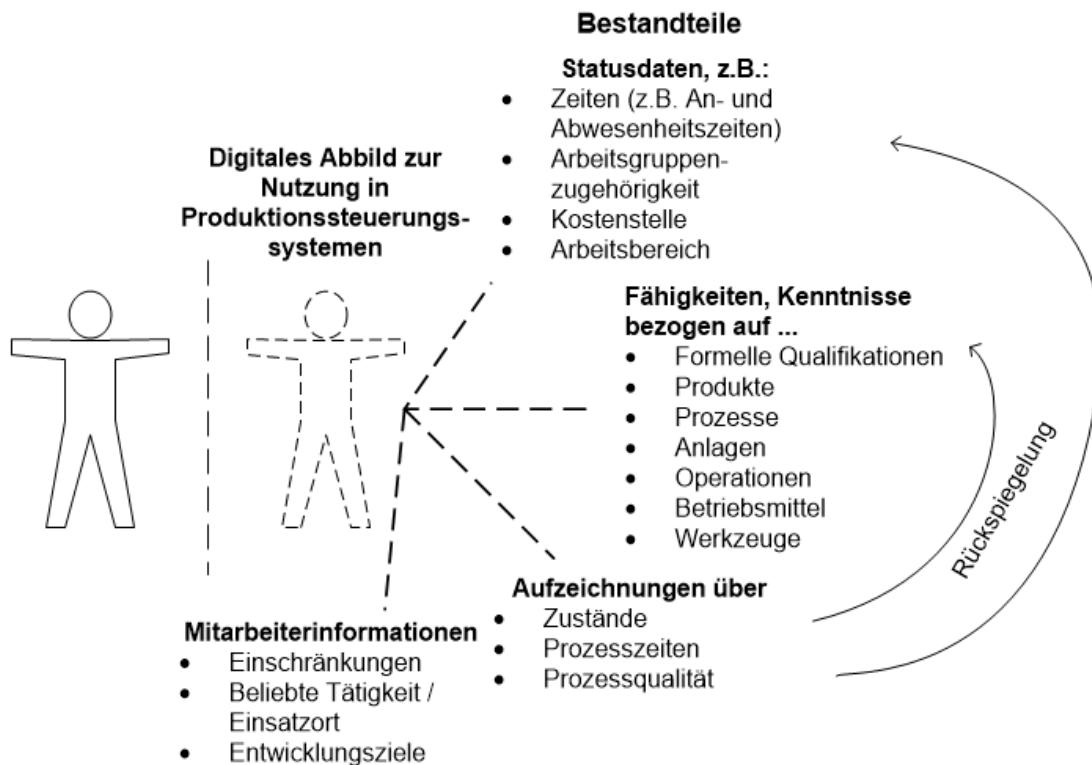 Bestandteile
Statusdaten, z.B.:
• Zeiten (z.B. An- und
Abwesenheitszeiten)
• Arbeitsgruppen-
zugehörigkeit
• Kostenstelle
• Arbeitsbereich
Digitales Abbild zur
Nutzung in
Produktionssteuerungs-
systemen
Fähigkeiten, Kenntnisse
bezogen auf ...
• Formelle Qualifikationen
• Produkte
• Prozesse
• Anlagen
• Operationen
• Betriebsmittel
• Werkzeuge
Rückspiegelung
Aufzeichnungen über
• Zustände
• Prozesszeiten
• Prozessqualität
Mitarbeiterinformationen
• Einschränkungen
• Beliebte Tätigkeit /
Einsatzort
• Entwicklungsziele